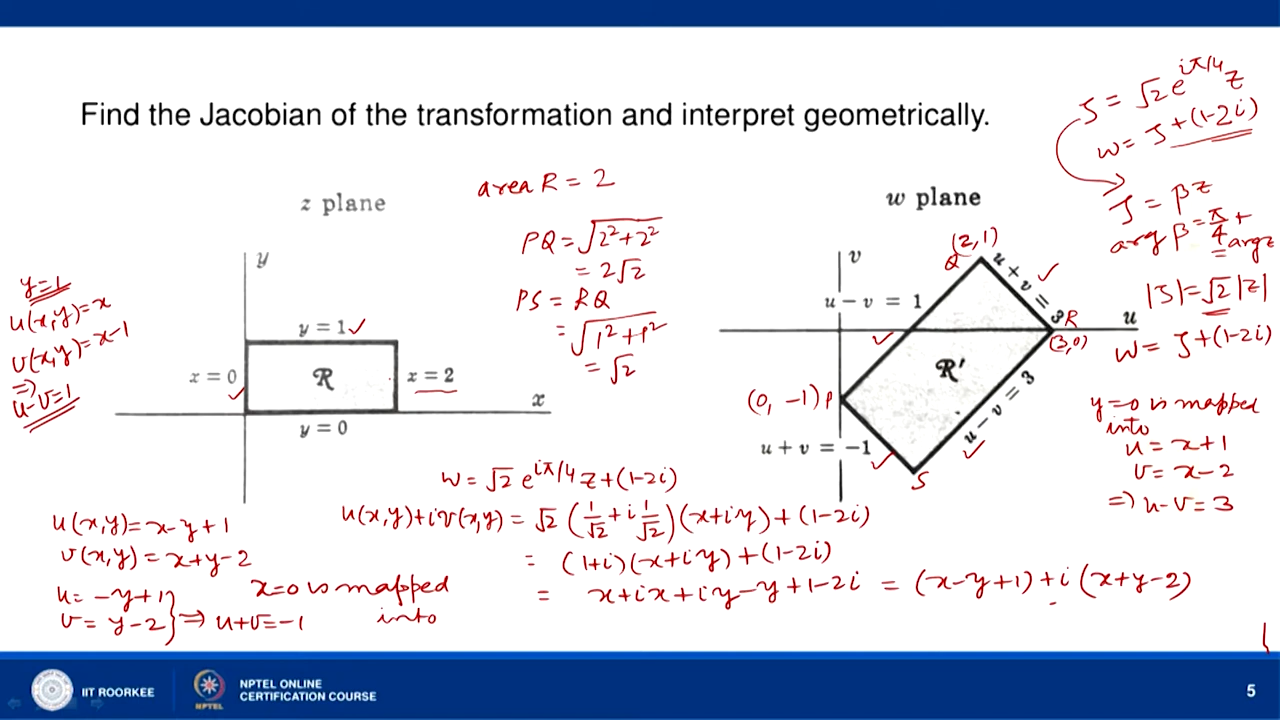 Find the Jacobian of the transformation and interpret geometrically.
ζ = √2 e^{iπ/4} z
w = ζ + (1-2i)
ζ = βz
arg β = π/4 + arg z
|ζ| = √2 |z|
w = ζ + (1-2i)
y=0 is mapped
into
u = x+1
v = x-2
⇒ u-v = 3
area R = 2
PQ = √(2²+2²)
= 2√2
PS = RQ
= √(1²+1²)
= √2
y=1
u(x,y)=x
v(x,y)=x-1
⇒
u-v=1
z plane
y
y = 1
x = 0
R
x = 2
x
y = 0
w plane
(2,1)
Q
v
u + v = 3
u − v = 1
R
u
(3,0)
R′
(0, −1) P
u − v = 3
u + v = −1
S
w = √2 e^{iπ/4} z + (1-2i)
u(x,y)+iv(x,y) = √2 (1/√2 + i 1/√2)(x+iy) + (1-2i)
= (1+i)(x+iy) + (1-2i)
= x+ix+iy-y+1-2i = (x-y+1)+i(x+y-2)
u(x,y)=x-y+1
v(x,y)=x+y-2
u=-y+1
v=y-2 } ⇒ u+v=-1
x=0 is mapped
into
IIT ROORKEE
NPTEL
NPTEL ONLINE
CERTIFICATION COURSE
5